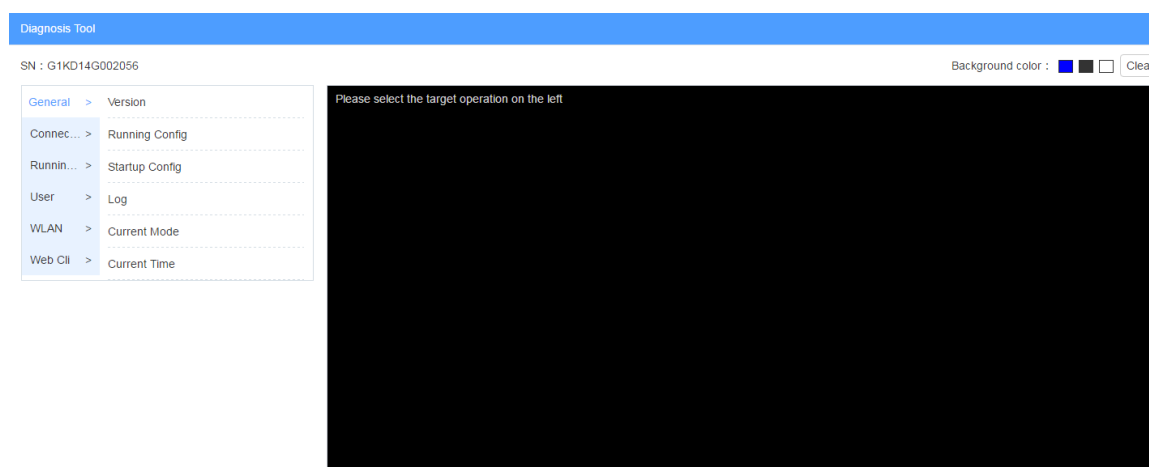 Diagnosis Tool
SN : G1KD14G002056
Background color :
Clea
General > Version
Connec... > Running Config
Runnin... > Startup Config
User > Log
WLAN > Current Mode
Web Cli > Current Time
Please select the target operation on the left